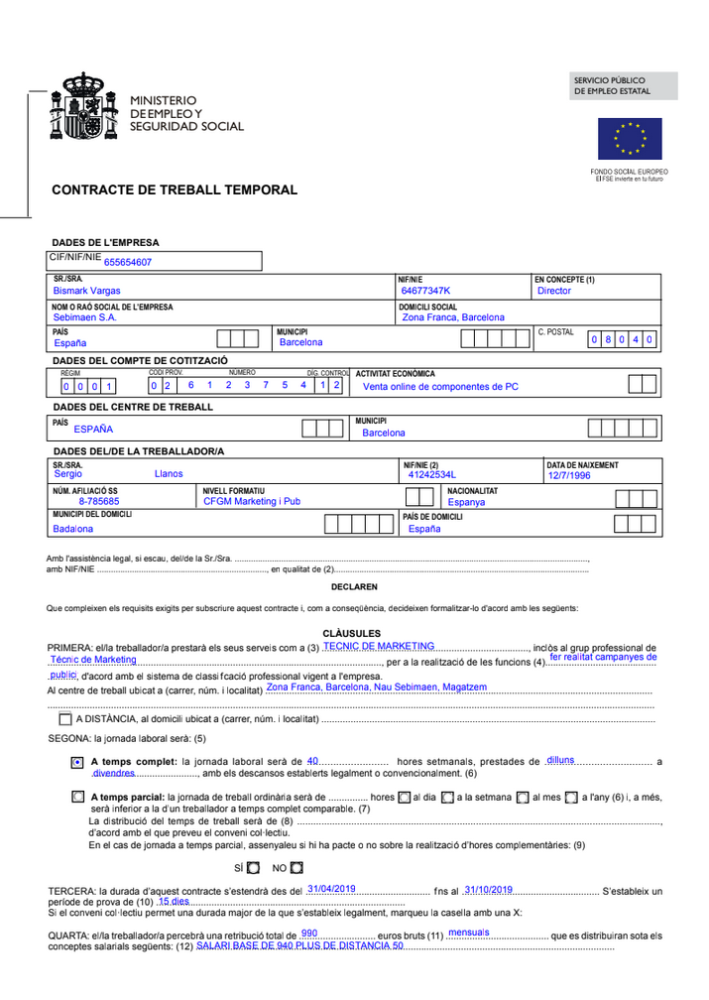 MINISTERIO
DE EMPLEO Y
SEGURIDAD SOCIAL
SERVICIO PÚBLICO
DE EMPLEO ESTATAL
FONDO SOCIAL EUROPEO
El FSE invierte en tu futuro
CONTRACTE DE TREBALL TEMPORAL
DADES DE L'EMPRESA
CIF/NIF/NIE 655654607
SR./SRA. NIF/NIE EN CONCEPTE (1)
Bismark Vargas 64677347K Director
NOM O RAÓ SOCIAL DE L'EMPRESA DOMICILI SOCIAL
Sebimaen S.A. Zona Franca, Barcelona
PAÍS MUNICIPI C. POSTAL
España Barcelona 0 8 0 4 0
DADES DEL COMPTE DE COTITZACIÓ
RÈGIM CODI PROV. NÚMERO DÍG. CONTROL ACTIVITAT ECONÒMICA
0 0 0 1 0 2 6 1 2 3 7 5 4 1 2 Venta online de componentes de PC
DADES DEL CENTRE DE TREBALL
PAÍS ESPAÑA MUNICIPI
Barcelona
DADES DEL/DE LA TREBALLADOR/A
SR./SRA. NIF/NIE (2) DATA DE NAIXEMENT
Sergio Llanos 41242534L 12/7/1996
NÚM. AFILIACIÓ SS NIVELL FORMATIU NACIONALITAT
8-785685 CFGM Marketing i Pub Espanya
MUNICIPI DEL DOMICILI PAÍS DE DOMICILI
Badalona España
Amb l'assistència legal, si escau, del/de la Sr./Sra. ..............................,
amb NIF/NIE .............................., en qualitat de (2)..............................
DECLAREN
Que compleixen els requisits exigits per subscriure aquest contracte i, com a conseqüència, decideixen formalitzar-lo d'acord amb les següents:
CLÀUSULES
PRIMERA: el/la treballador/a prestarà els seus serveis com a (3) TECNIC DE MARKETING, inclòs al grup professional de
Técnic de Marketing, per a la realització de les funcions (4) fer realitat campanyes de
publici, d'acord amb el sistema de classificació professional vigent a l'empresa.
Al centre de treball ubicat a (carrer, núm. i localitat) Zona Franca, Barcelona, Nau Sebimaen, Magatzem
A DISTÀNCIA, al domicili ubicat a (carrer, núm. i localitat) ..............................
SEGONA: la jornada laboral serà: (5)
A temps complet: la jornada laboral serà de 40 hores setmanals, prestades de dilluns a
divendres, amb els descansos establerts legalment o convencionalment. (6)
A temps parcial: la jornada de treball ordinària serà de .............. hores al dia a la setmana al mes a l'any (6) i, a més,
serà inferior a la d'un treballador a temps complet comparable. (7)
La distribució del temps de treball serà de (8) ..............................,
d'acord amb el que preveu el conveni col·lectiu.
En el cas de jornada a temps parcial, assenyaleu si hi ha pacte o no sobre la realització d'hores complementàries: (9)
SÍ NO
TERCERA: la durada d'aquest contracte s'estendrà des del 31/04/2019 fins al 31/10/2019 S'estableix un
període de prova de (10) 15 dies
Si el conveni col·lectiu permet una durada major de la que s'estableix legalment, marqueu la casella amb una X:
QUARTA: el/la treballador/a percebrà una retribució total de 990 euros bruts (11) mensuals que es distribuiran sota els
conceptes salarials següents: (12) SALARI BASE DE 940 PLUS DE DISTANCIA 50